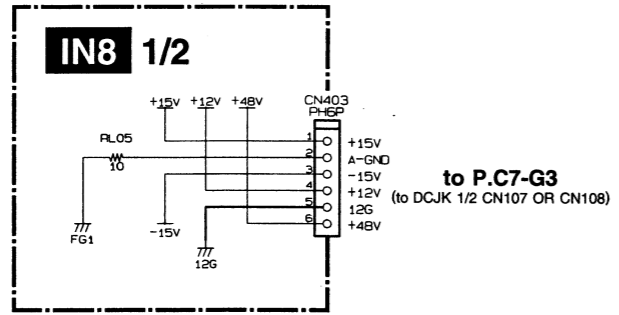 IN8 1/2
+15V +12V +48V
CN403
PH6P
RL05
10
1 +15V
2 A-GND
3 -15V
4 +12V
5 12G
6 +48V
FG1
-15V
12G
to P.C7-G3
(to DCJK 1/2 CN107 OR CN108)